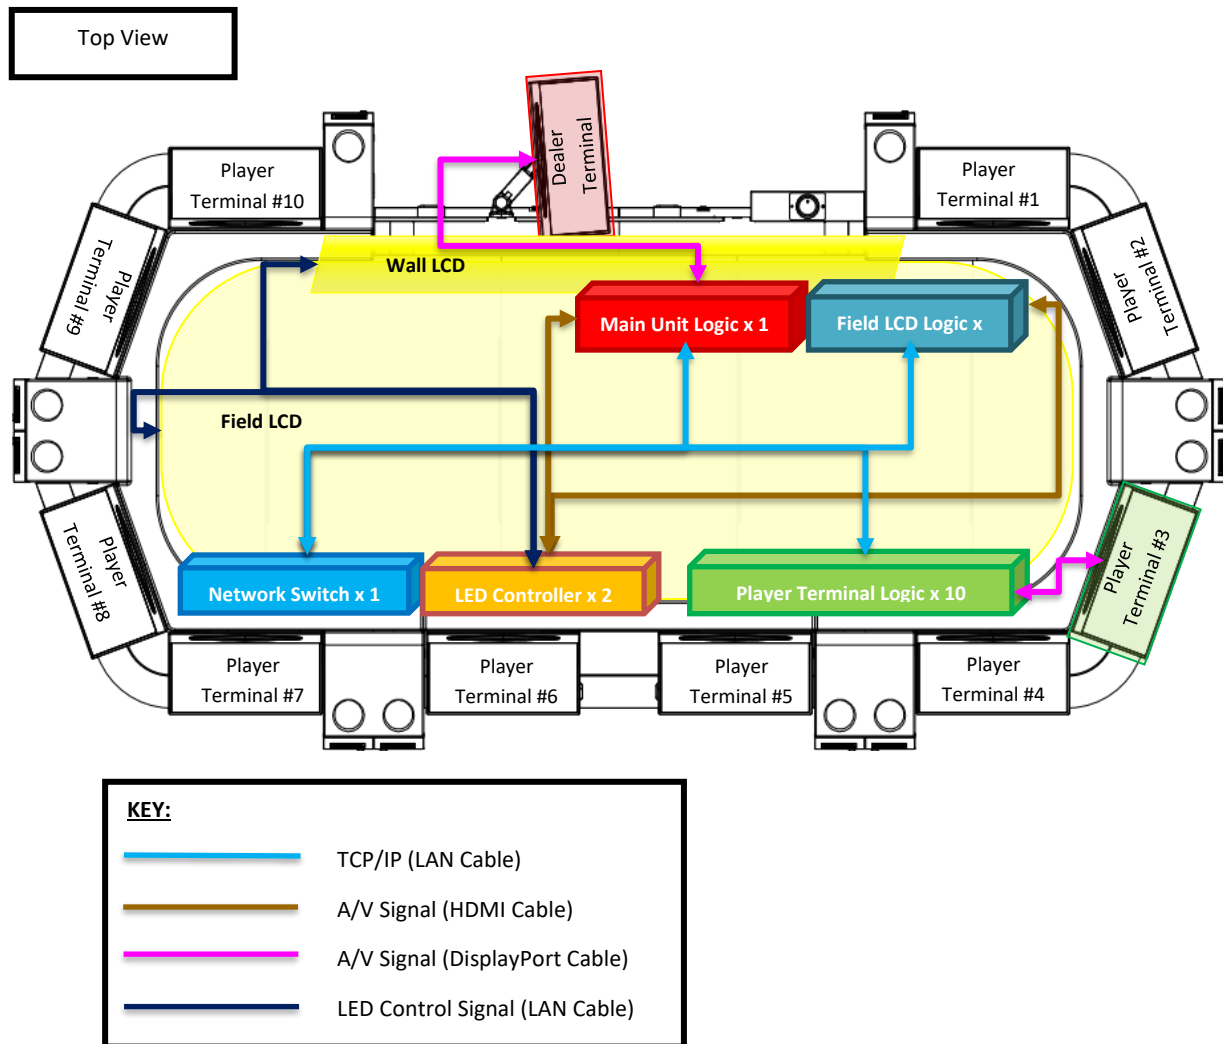 Top View
Dealer
Terminal
Player
Terminal #10
Player
Terminal #1
Player
Terminal #9
Player
Terminal #2
Wall LCD
Main Unit Logic x 1
Field LCD Logic x
Field LCD
Player
Terminal #8
Player
Terminal #3
Network Switch x 1
LED Controller x 2
Player Terminal Logic x 10
Player
Terminal #7
Player
Terminal #6
Player
Terminal #5
Player
Terminal #4
KEY:
TCP/IP (LAN Cable)
A/V Signal (HDMI Cable)
A/V Signal (DisplayPort Cable)
LED Control Signal (LAN Cable)